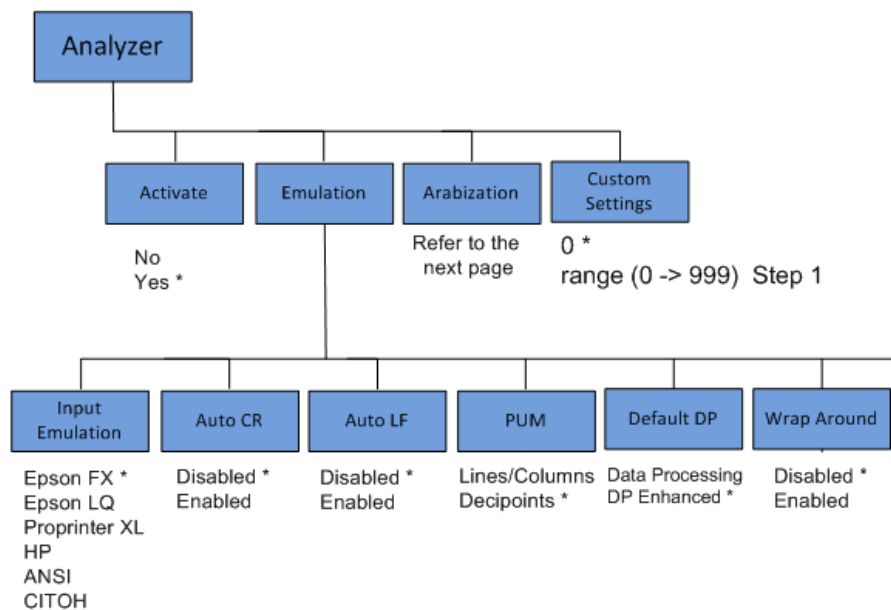 Analyzer
Activate
Emulation
Arabization
Custom
Settings
No
Yes *
Refer to the
next page
0 *
range (0 -> 999) Step 1
Input
Emulation
Auto CR
Auto LF
PUM
Default DP
Wrap Around
Epson FX *
Epson LQ
Proprinter XL
HP
ANSI
CITOH
Disabled *
Enabled
Disabled *
Enabled
Lines/Columns
Decipoints *
Data Processing
DP Enhanced *
Disabled *
Enabled